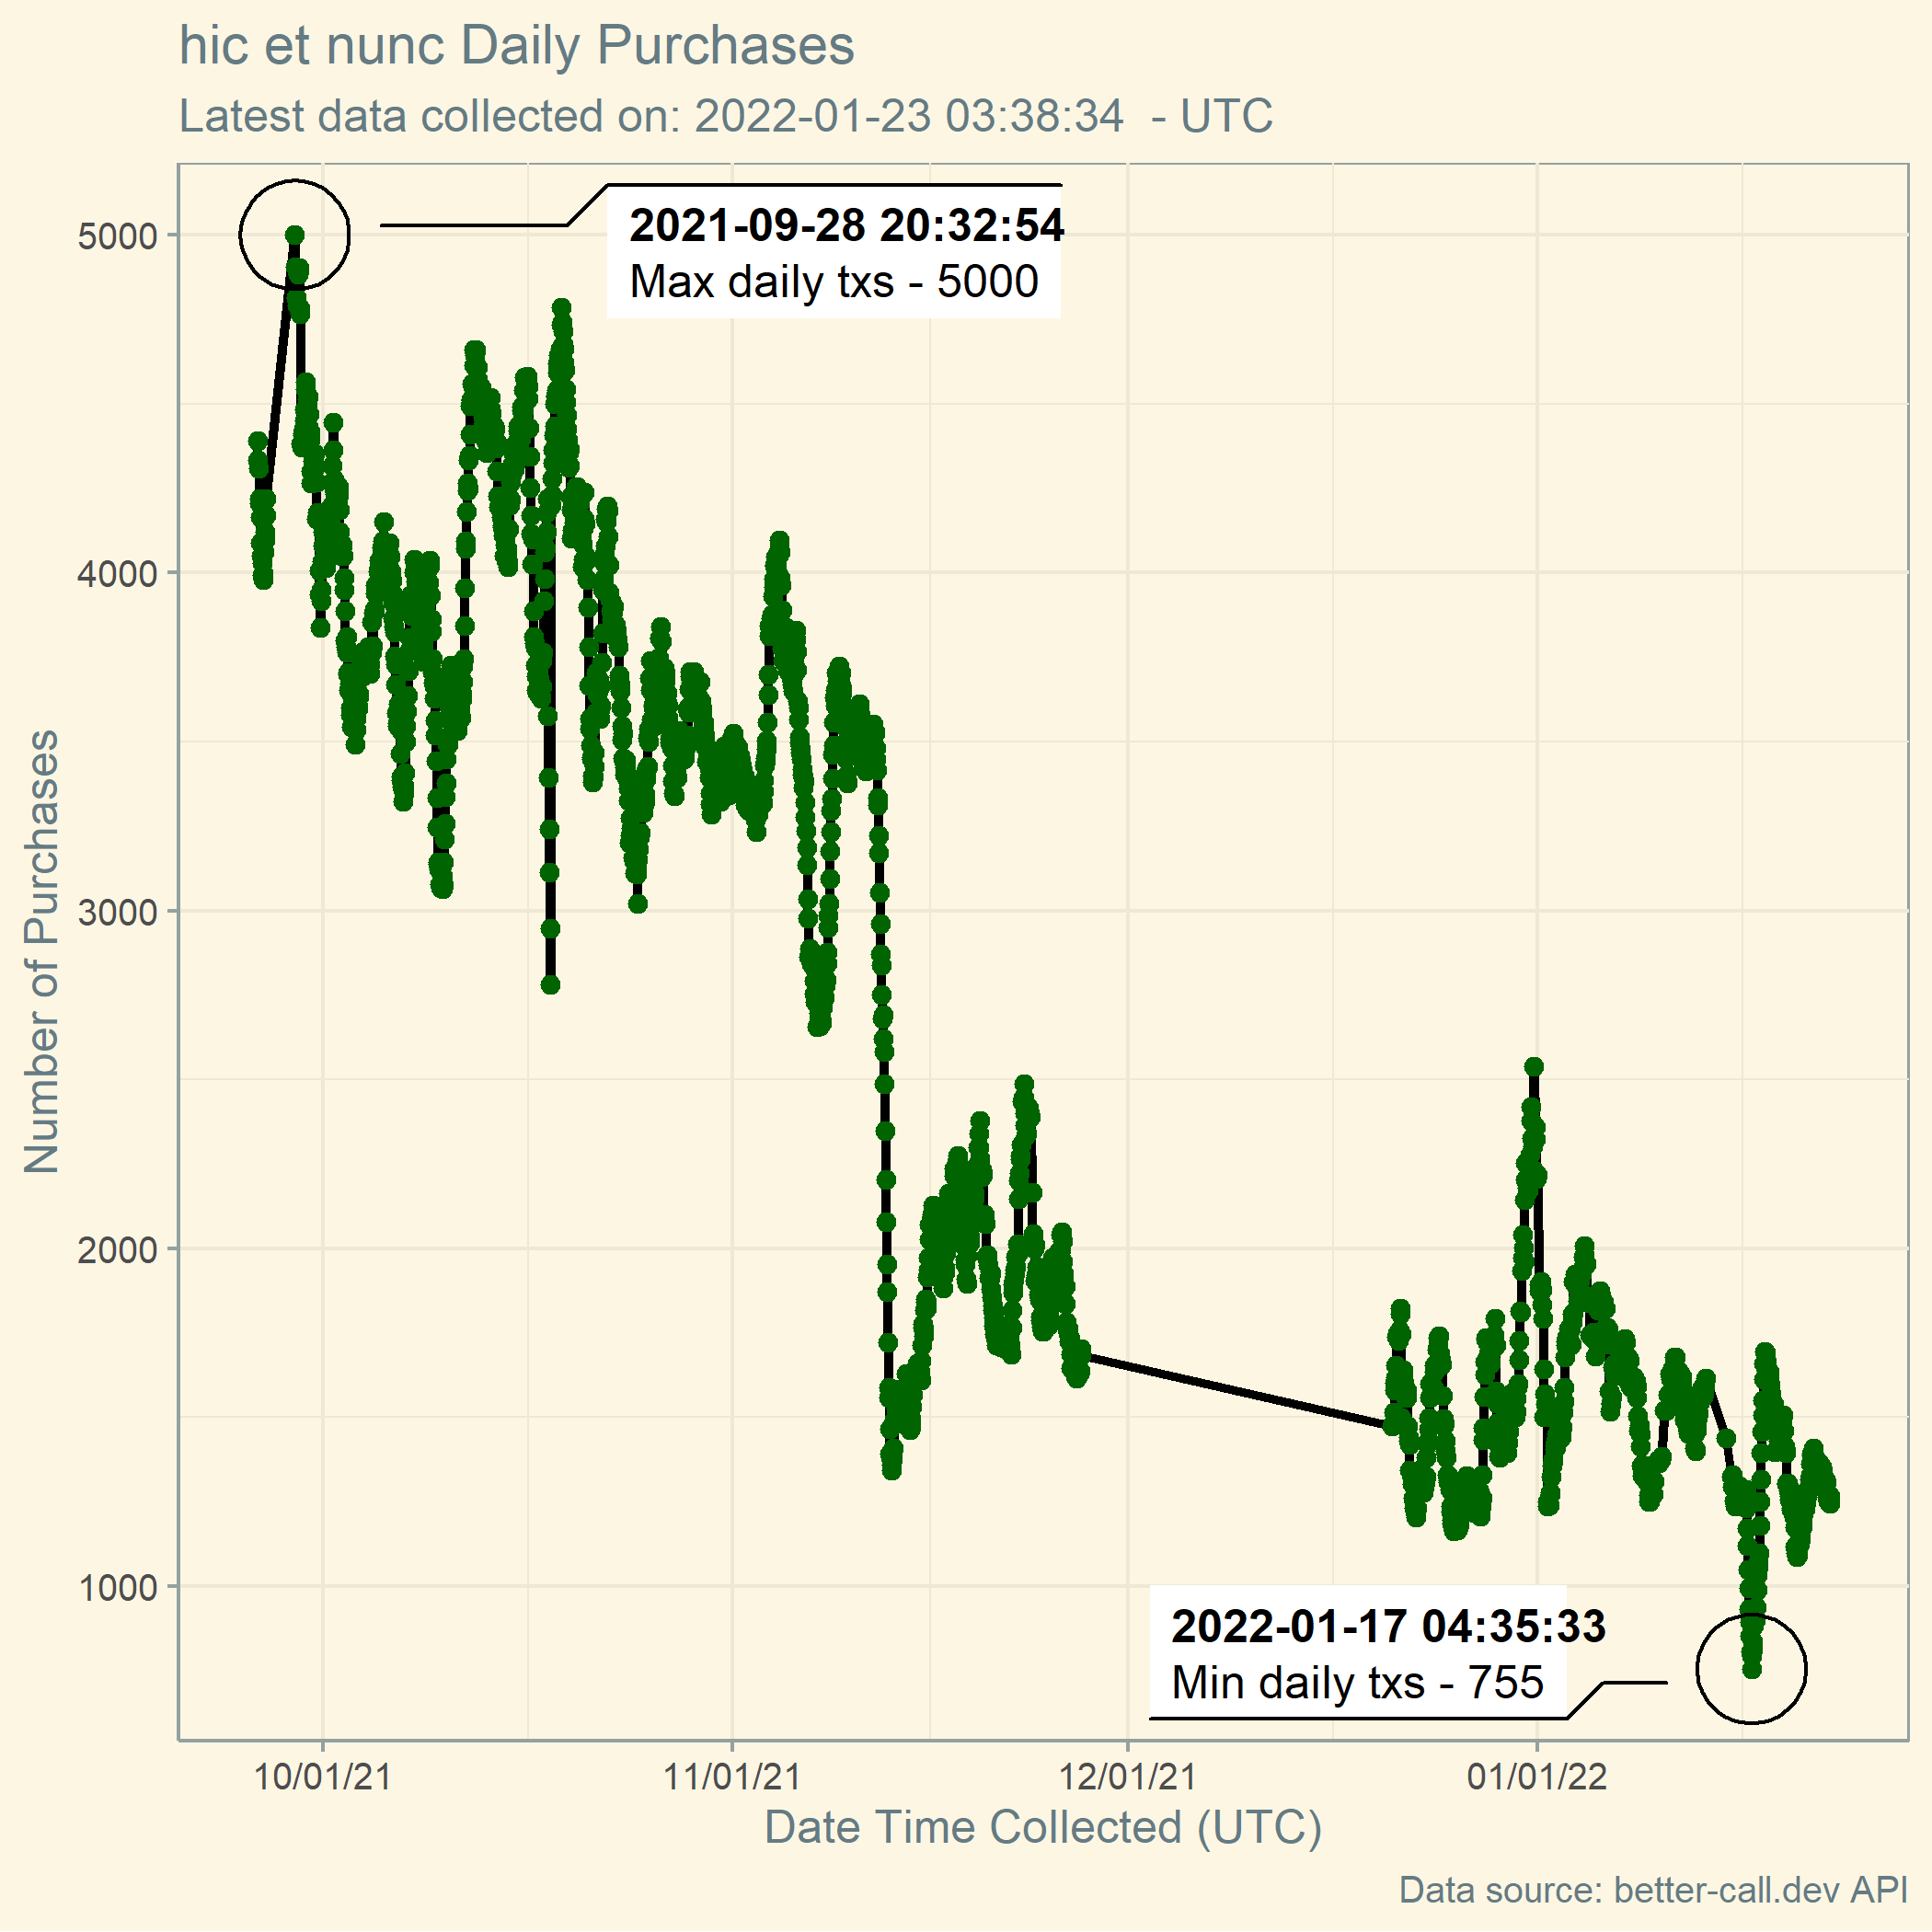 hic et nunc Daily Purchases
Latest data collected on: 2022-01-23 03:38:34  - UTC
2021-09-28 20:32:54
Max daily txs - 5000
5000
4000
3000
2000
1000
Number of Purchases
2022-01-17 04:35:33
Min daily txs - 755
10/01/21 11/01/21 12/01/21 01/01/22
Date Time Collected (UTC)
Data source: better-call.dev API